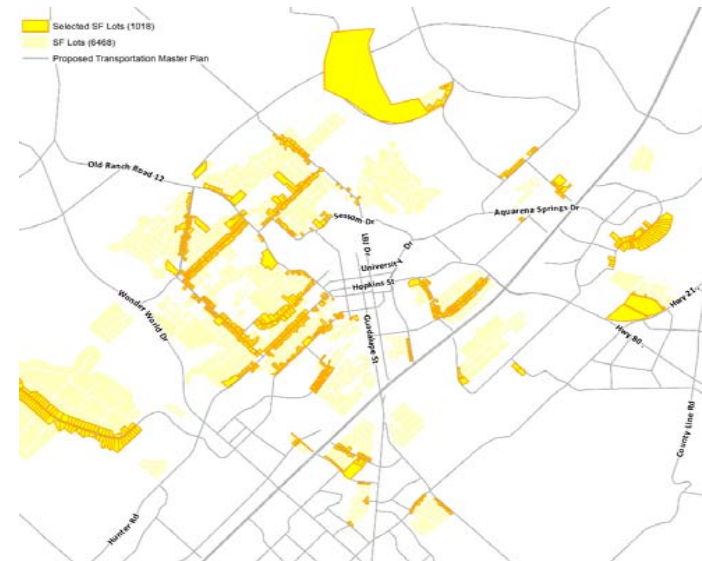 Selected SF Lots (1018)
SF Lots (6468)
Proposed Transportation Master Plan
Old Ranch Road 12
Sessom Dr
Aquarena Springs Dr
LBJ Dr
University Dr
Hopkins St
Hwy 21
Wonder World Dr
Guadalupe St
Hwy 80
County Line Rd
Hunter Rd